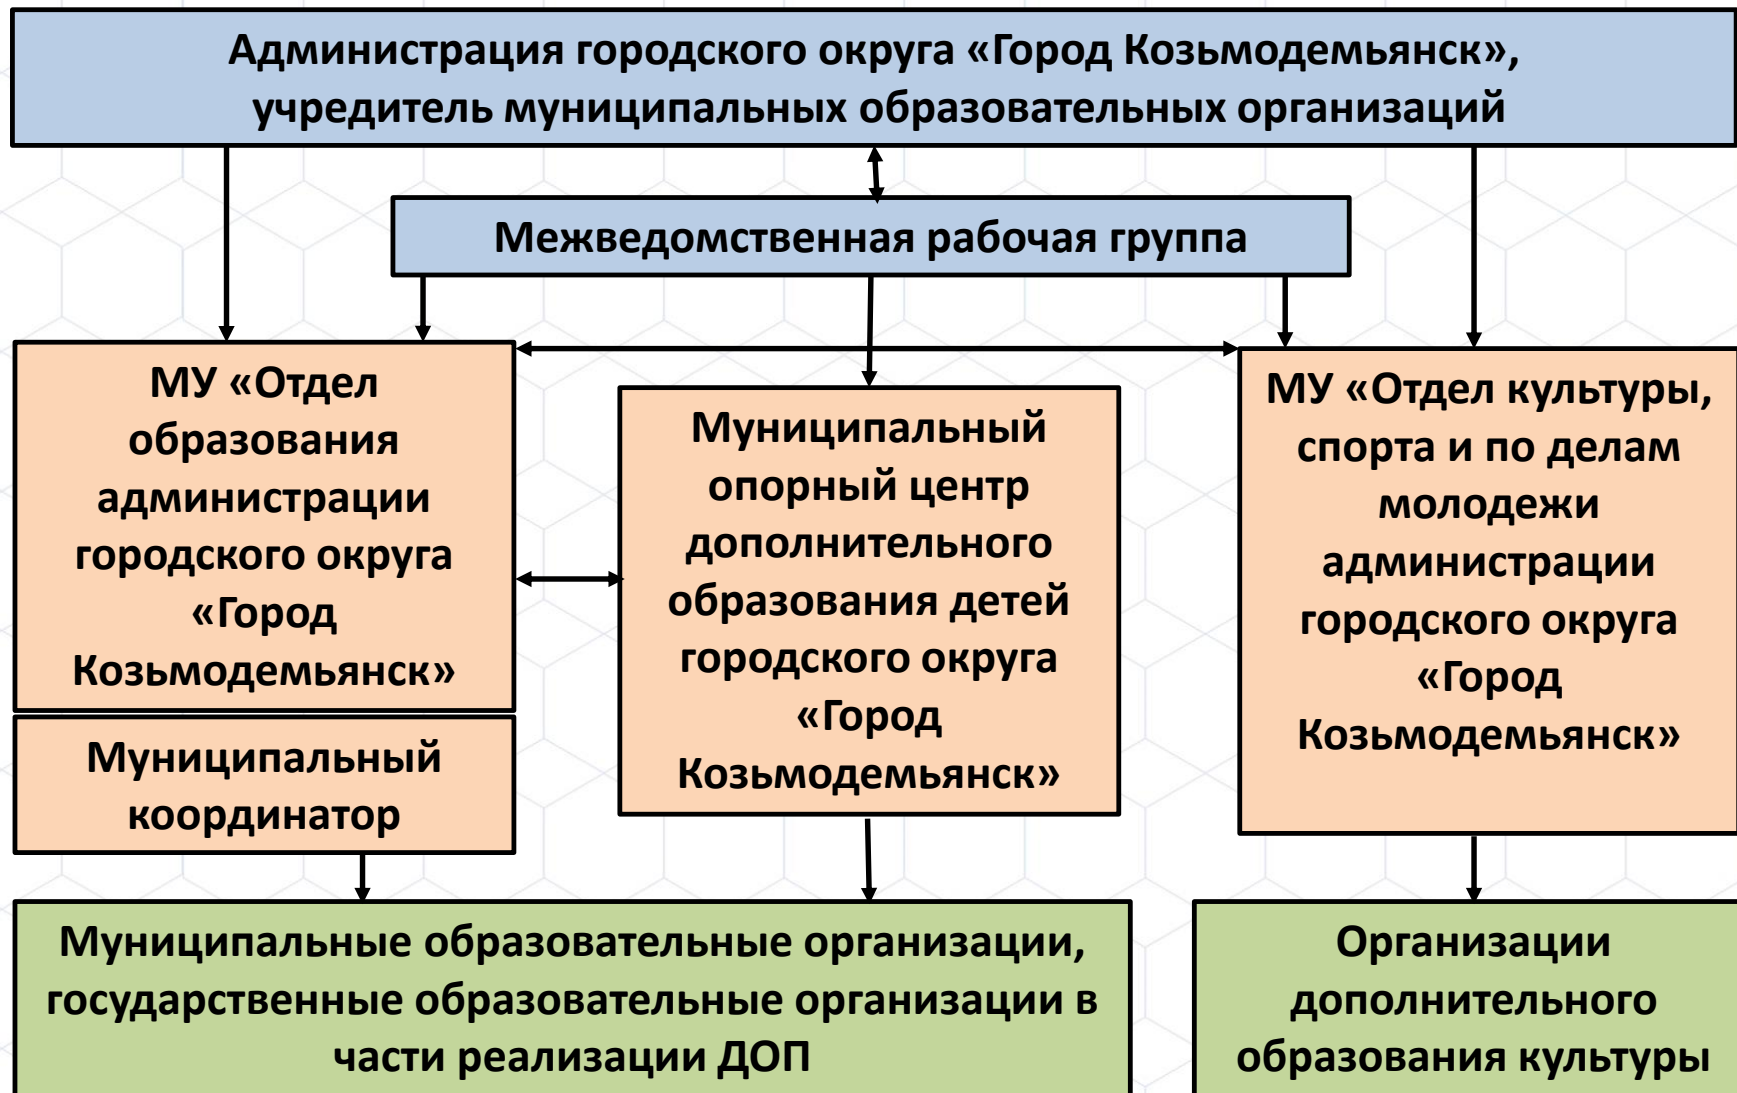 Администрация городского округа «Город Козьмодемьянск»,
учредитель муниципальных образовательных организаций
Межведомственная рабочая группа
МУ «Отдел
образования
администрации
городского округа
«Город
Козьмодемьянск»
Муниципальный
координатор
Муниципальный
опорный центр
дополнительного
образования детей
городского округа
«Город
Козьмодемьянск»
МУ «Отдел культуры,
спорта и по делам
молодежи
администрации
городского округа
«Город
Козьмодемьянск»
Муниципальные образовательные организации,
государственные образовательные организации в
части реализации ДОП
Организации
дополнительного
образования культуры